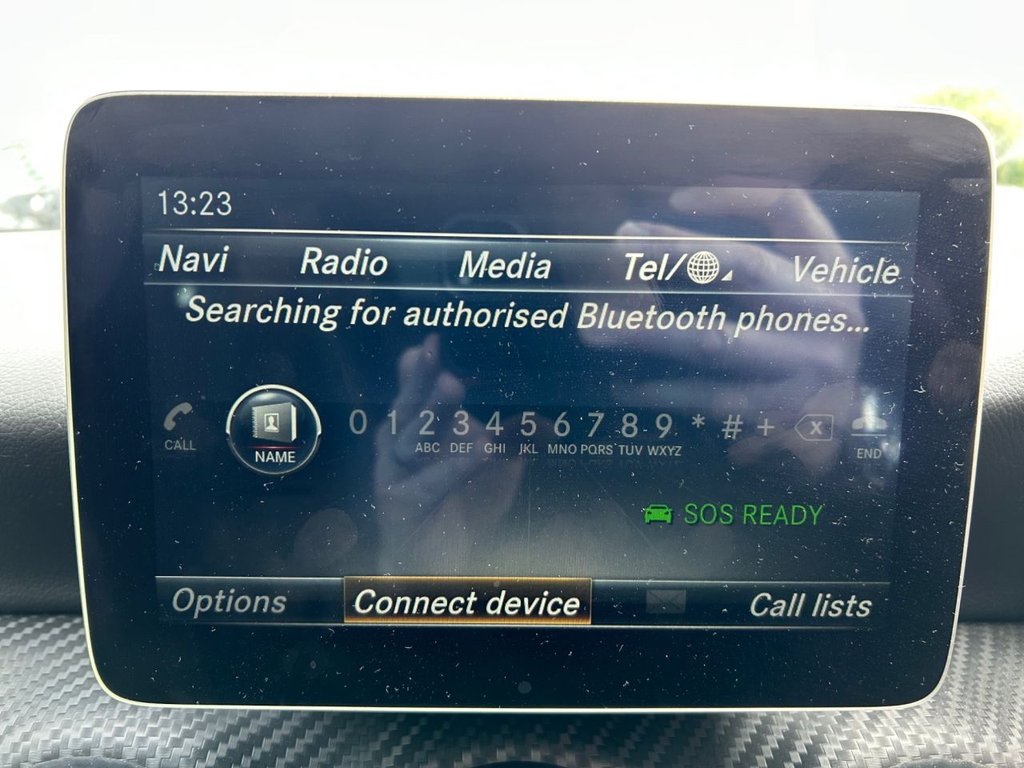 13:23
Navi Radio Media Tel/ Vehicle
Searching for authorised Bluetooth phones...
0 1 2 3 4 5 6 7 8 9 * # + x
CALL NAME ABC DEF GHI JKL MNO PQRS TUV WXYZ END
SOS READY
Options Connect device Call lists